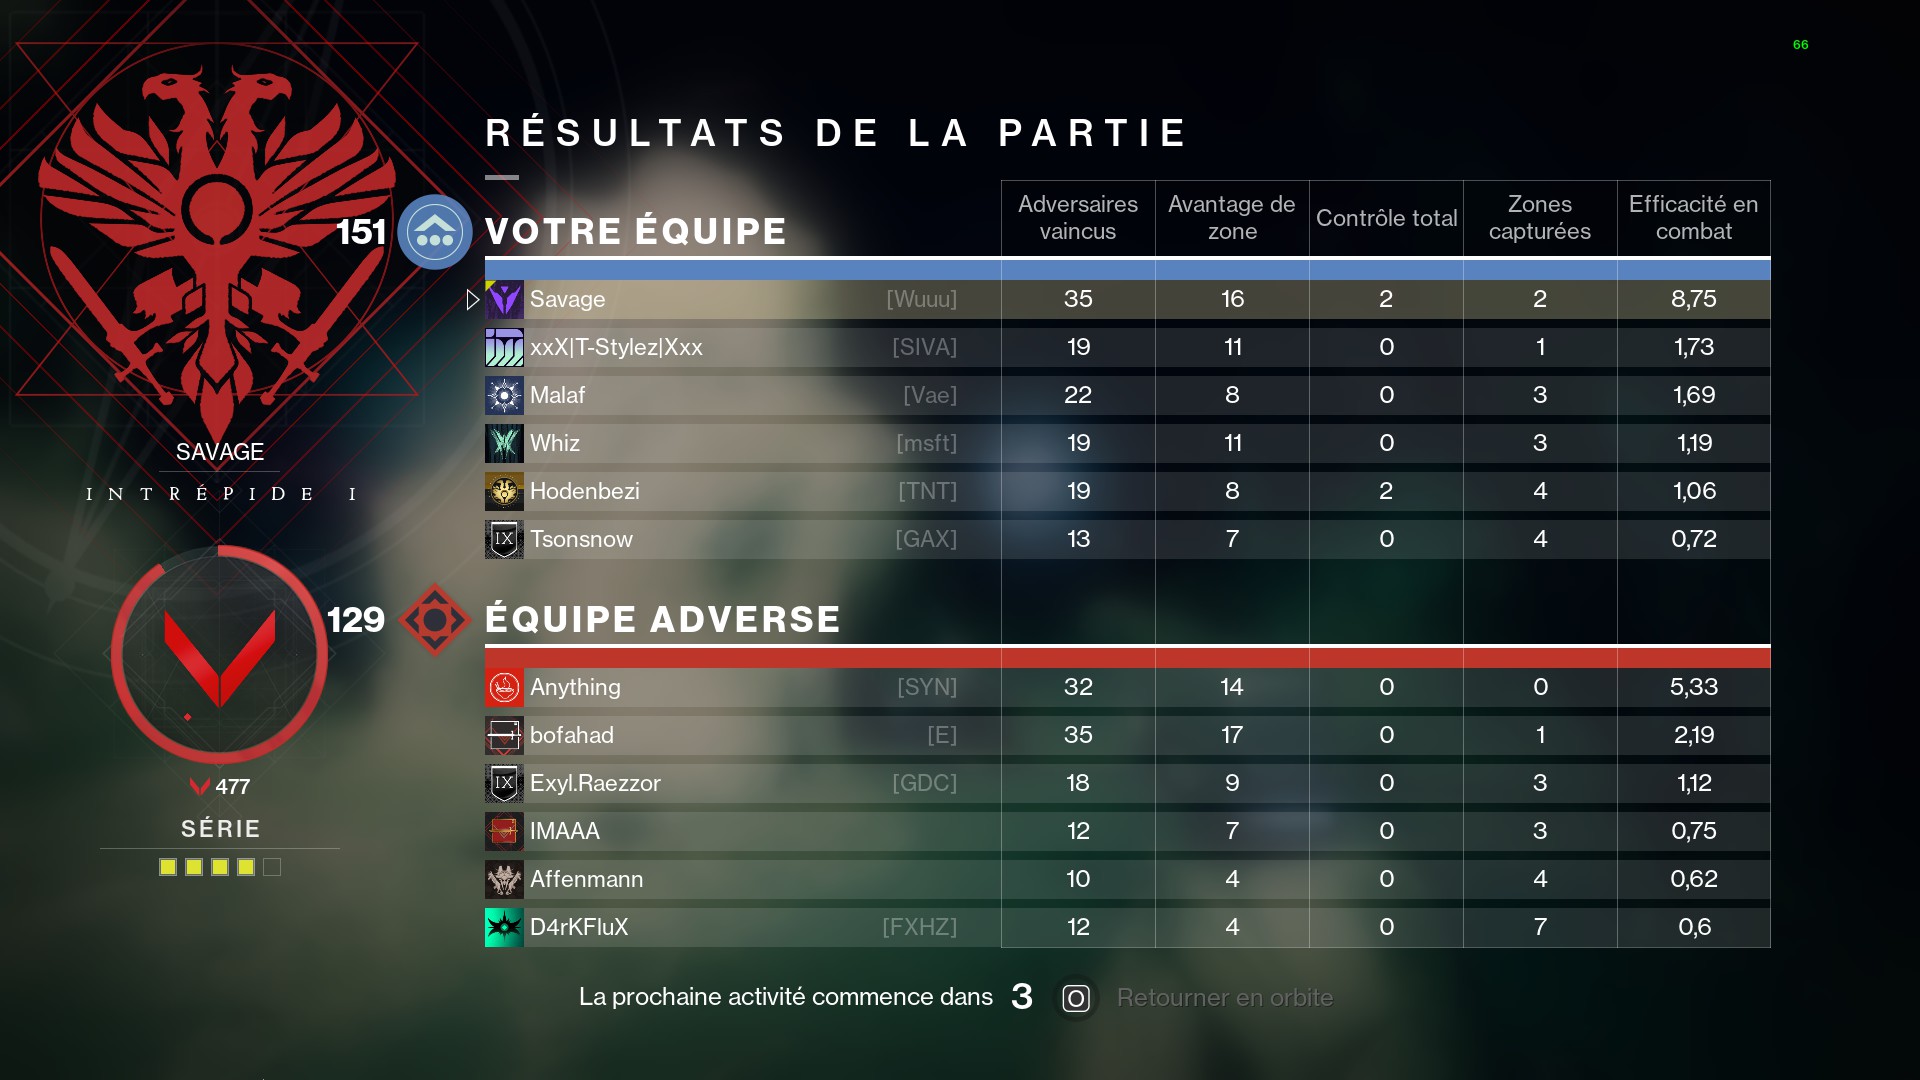 66
RÉSULTATS DE LA PARTIE
151 VOTRE ÉQUIPE
Adversaires vaincus Avantage de zone Contrôle total Zones capturées Efficacité en combat
Savage [Wuuu] 35 16 2 2 8,75
xxX|T-Stylez|Xxx [SIVA] 19 11 0 1 1,73
Malaf [Vae] 22 8 0 3 1,69
Whiz [msft] 19 11 0 3 1,19
Hodenbezi [TNT] 19 8 2 4 1,06
IX Tsonsnow [GAX] 13 7 0 4 0,72
SAVAGE
INTRÉPIDE I
129 ÉQUIPE ADVERSE
Anything [SYN] 32 14 0 0 5,33
bofahad [E] 35 17 0 1 2,19
IX Exyl.Raezzor [GDC] 18 9 0 3 1,12
IMAAA 12 7 0 3 0,75
Affenmann 10 4 0 4 0,62
D4rKFluX [FXHZ] 12 4 0 7 0,6
477
SÉRIE
La prochaine activité commence dans 3 O Retourner en orbite